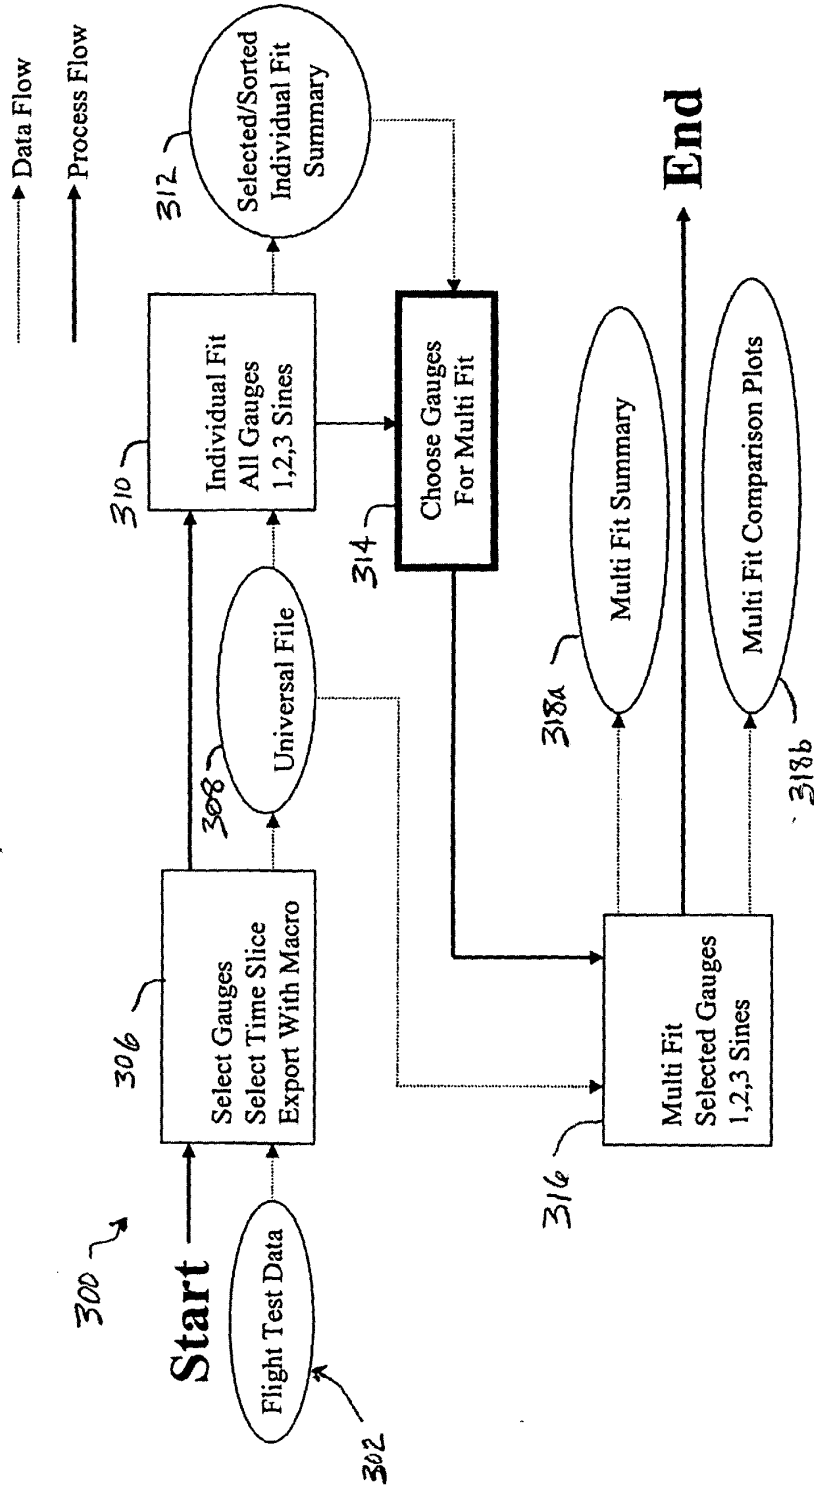 Data Flow
Process Flow
300
Start
Flight Test Data
302
306
Select Gauges
Select Time Slice
Export With Macro
308
Universal File
310
Individual Fit
All Gauges
1,2,3 Sines
312
Selected/Sorted
Individual Fit
Summary
314
Choose Gauges
For Multi Fit
316
Multi Fit
Selected Gauges
1,2,3 Sines
318a
Multi Fit Summary
End
Multi Fit Comparison Plots
318b